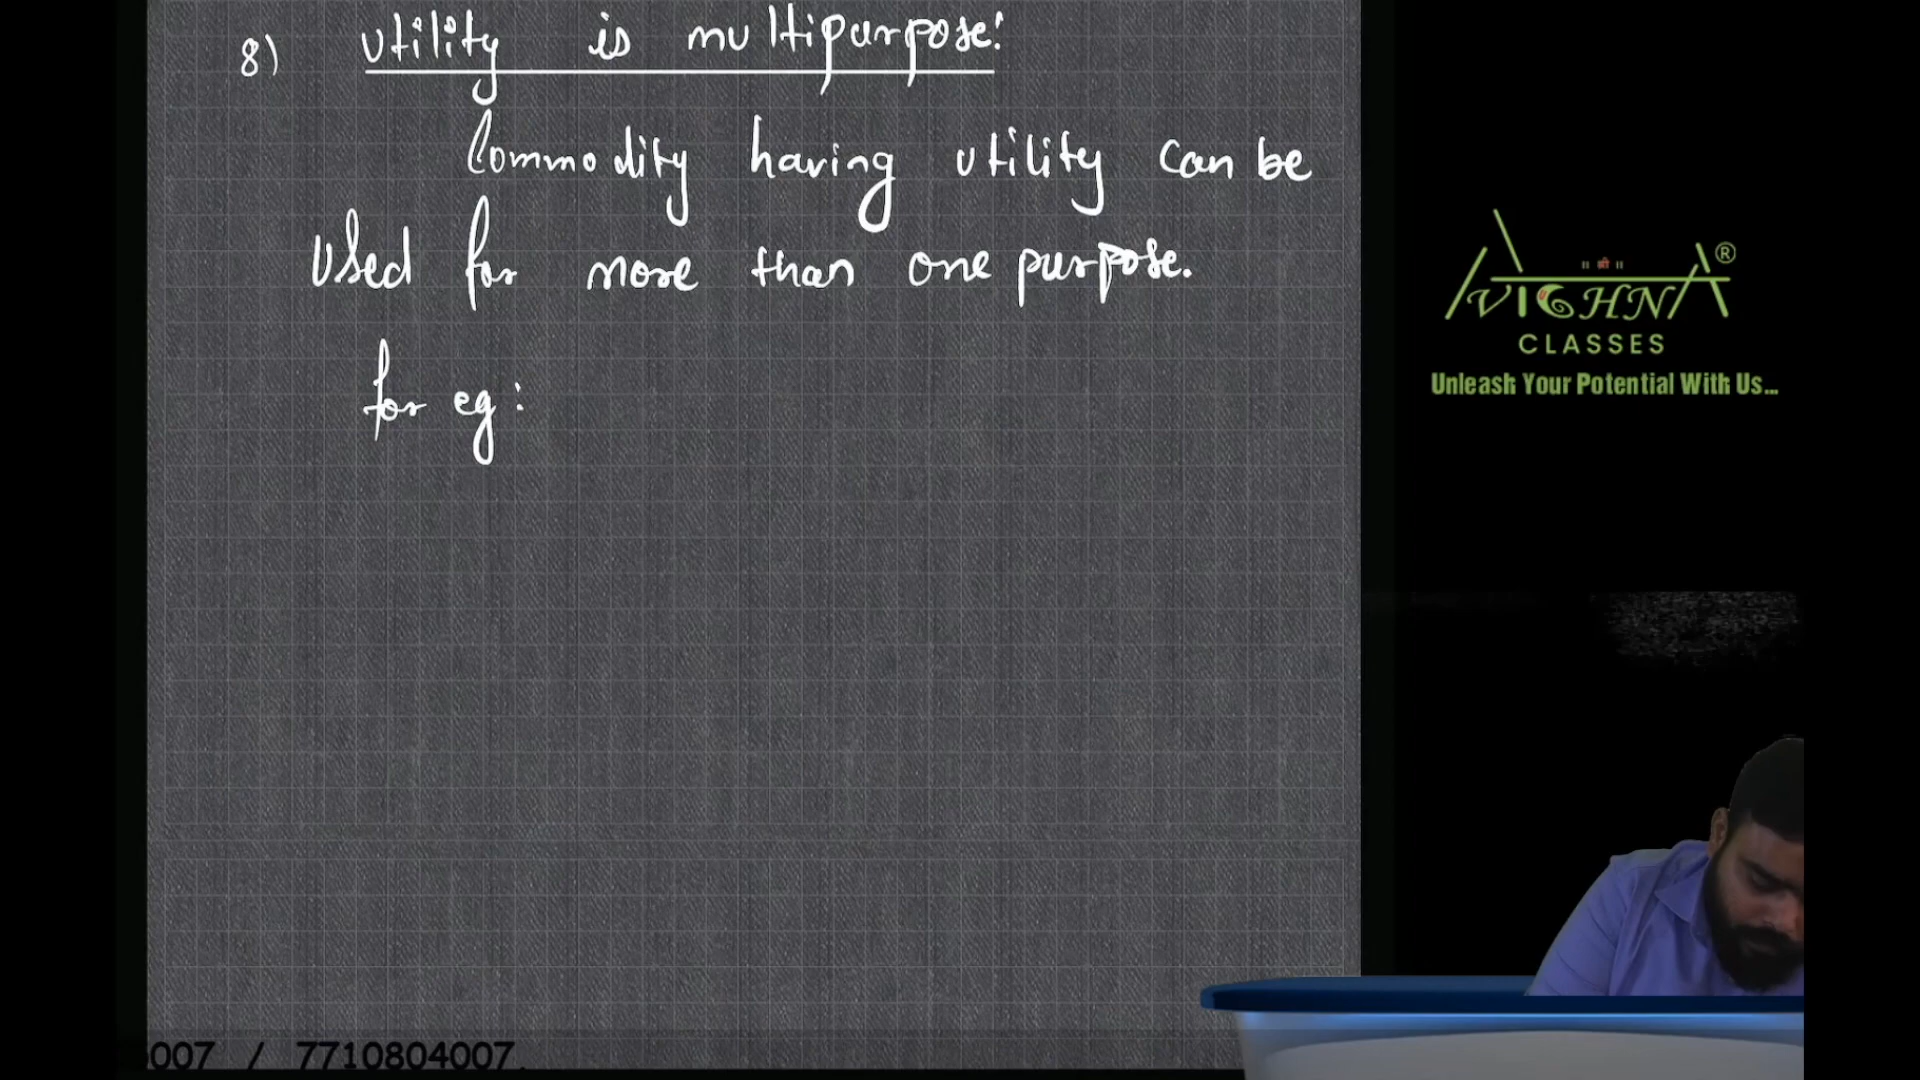 8) Utility is multipurpose:
Commodity having utility can be
Used for more than one purpose.
for eg:
॥ श्री ॥
AVIGHNA®
CLASSES
Unleash Your Potential With Us...
007 / 7710804007.